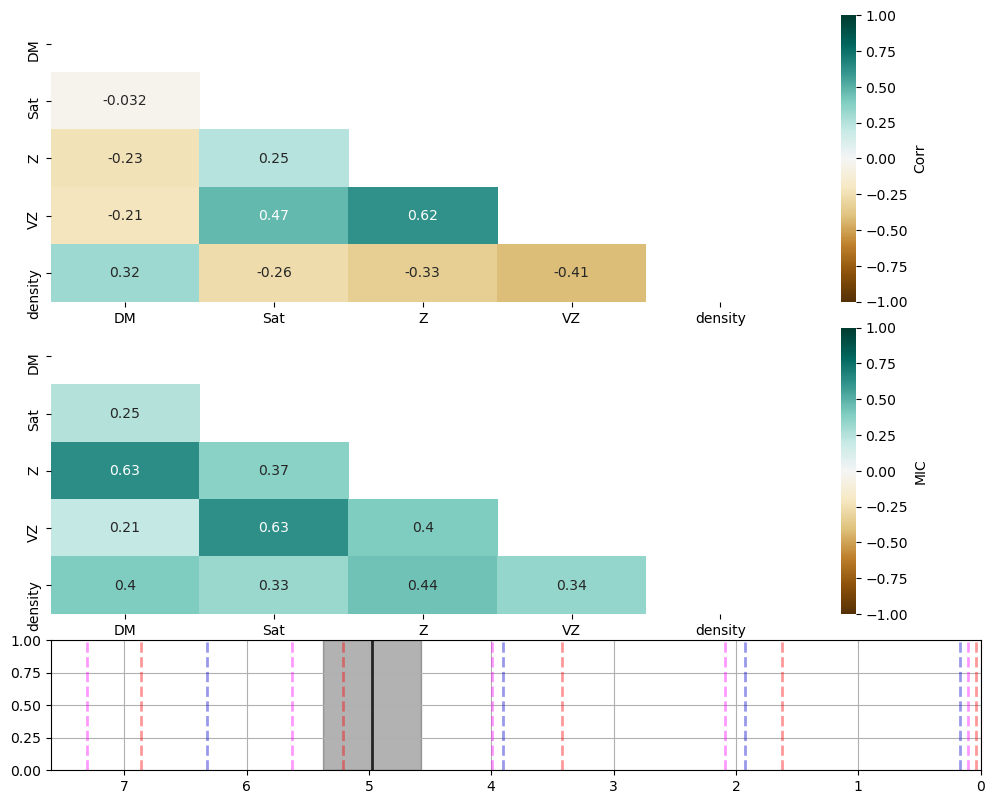 DM
Sat
-0.032
Z
-0.23 0.25
VZ
-0.21 0.47 0.62
density
0.32 -0.26 -0.33 -0.41
DM Sat Z VZ density
1.00
0.75
0.50
0.25
0.00
−0.25
−0.50
−0.75
−1.00
Corr
DM
Sat
0.25
Z
0.63 0.37
VZ
0.21 0.63 0.4
density
0.4 0.33 0.44 0.34
DM Sat Z VZ density
1.00
0.75
0.50
0.25
0.00
−0.25
−0.50
−0.75
−1.00
MIC
1.00
0.75
0.50
0.25
0.00
7 6 5 4 3 2 1 0